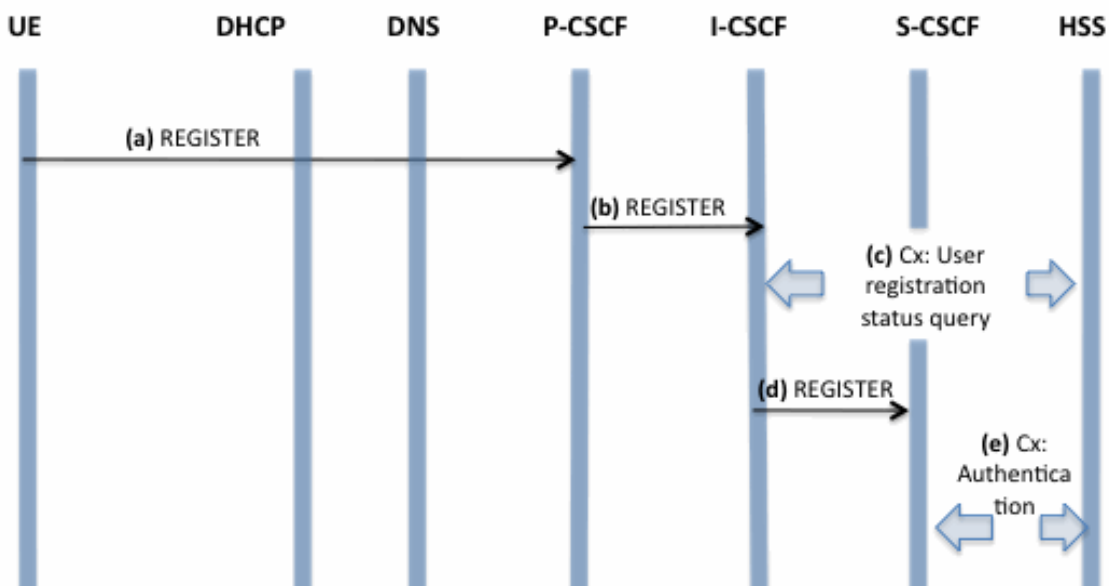 UE DHCP DNS P-CSCF I-CSCF S-CSCF HSS
(a) REGISTER
(b) REGISTER
(c) Cx: User
registration
status query
(d) REGISTER
(e) Cx:
Authentica
tion